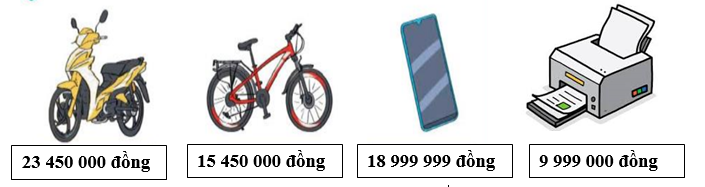 23 450 000 đồng
15 450 000 đồng
18 999 999 đồng
9 999 000 đồng